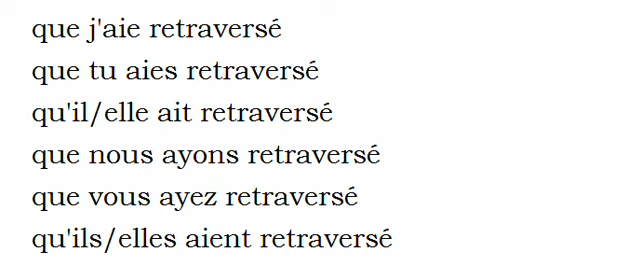 que j'aie retraversé
que tu aies retraversé
qu'il/elle ait retraversé
que nous ayons retraversé
que vous ayez retraversé
qu'ils/elles aient retraversé